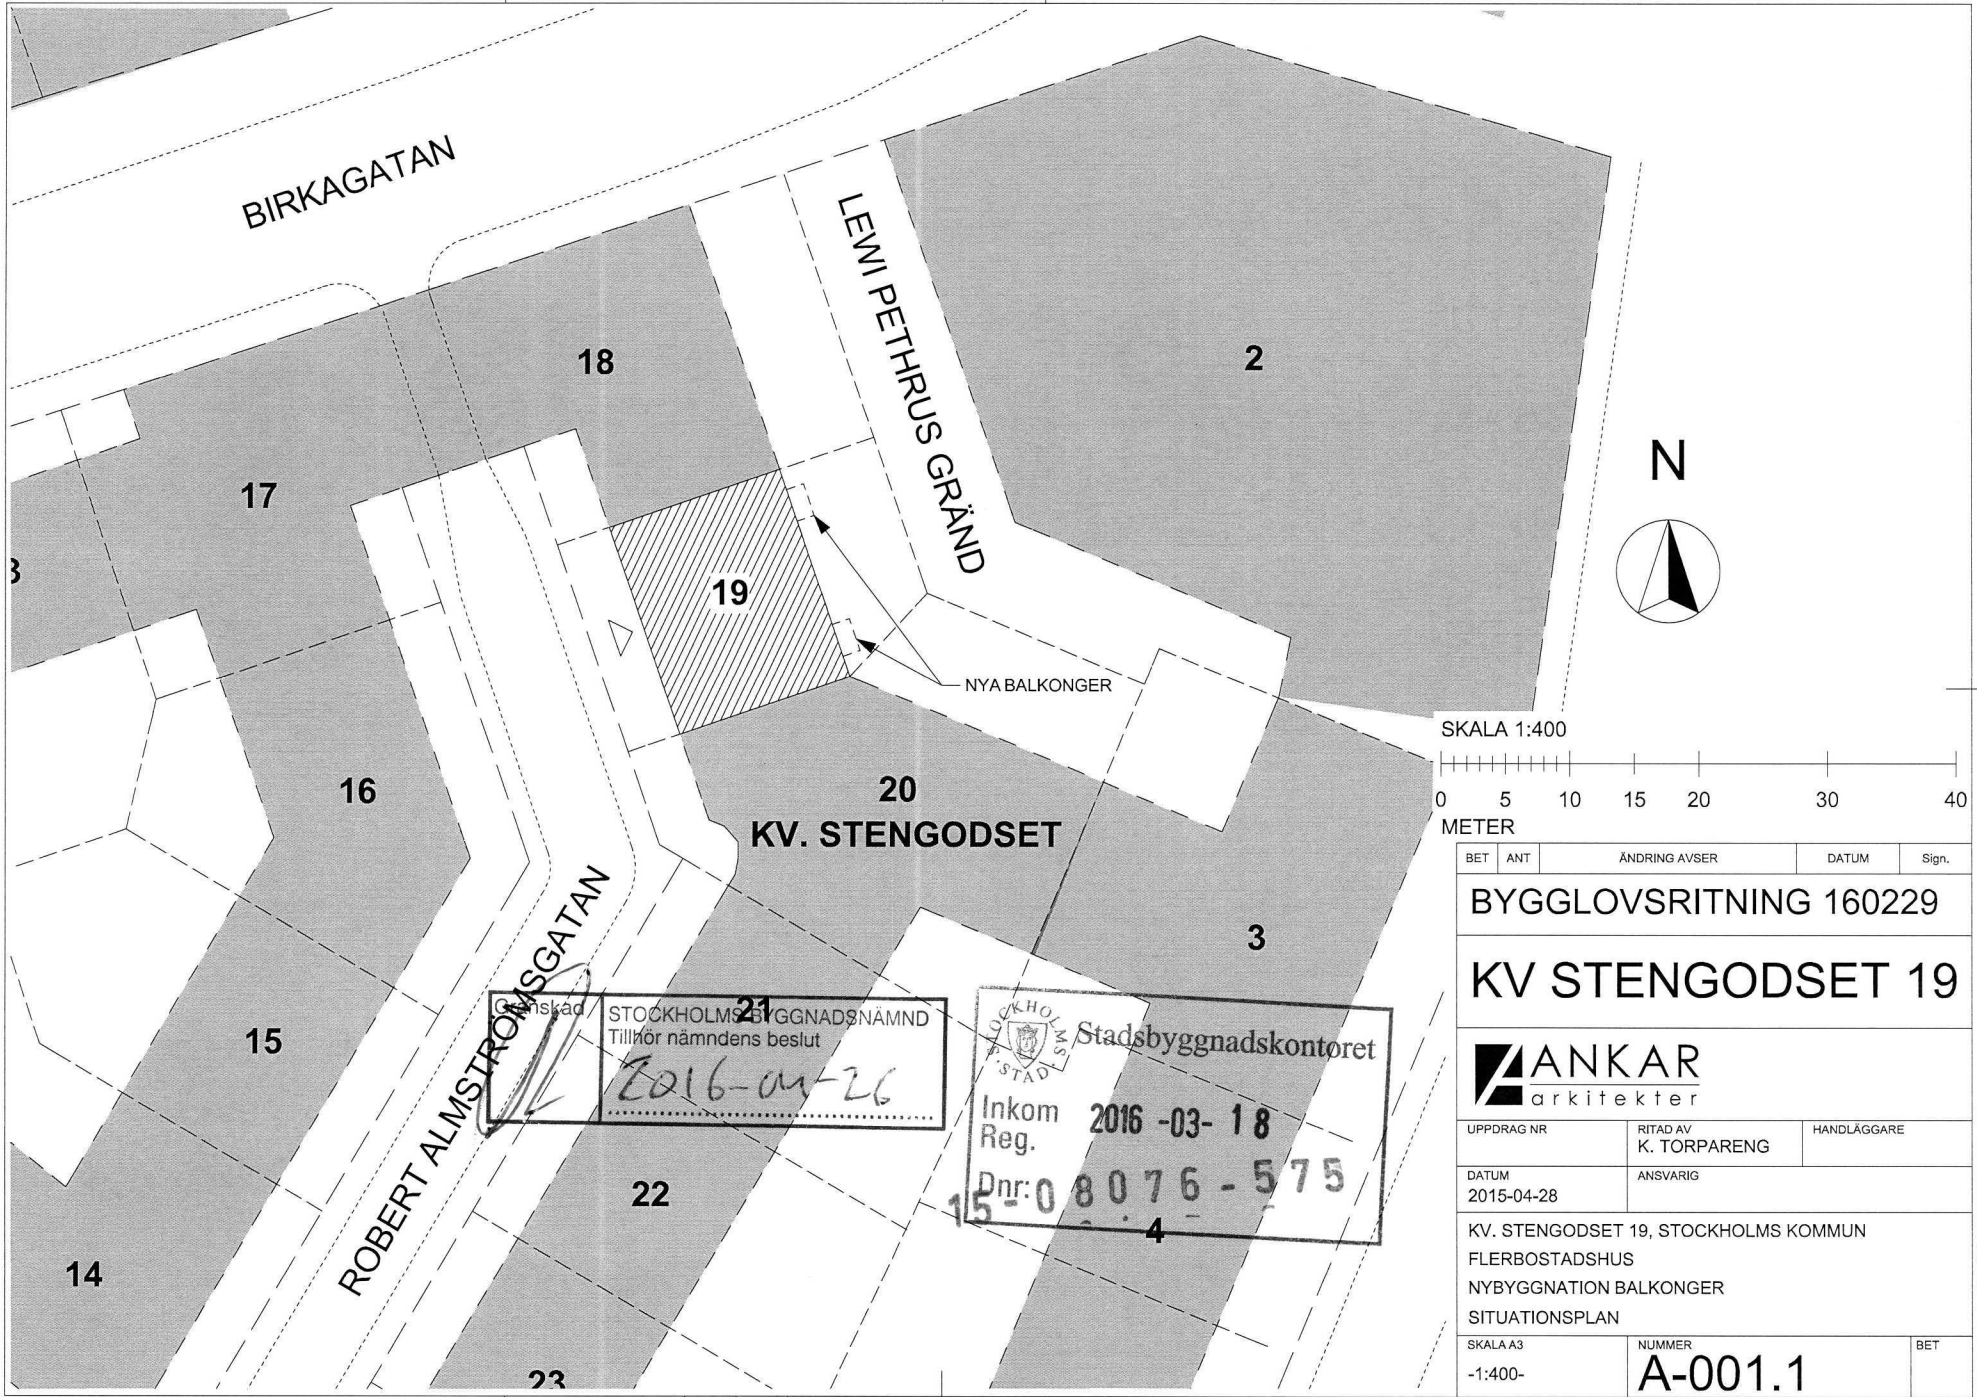 BIRKAGATAN
LEWI PETHRUS GRÄND
18
2
17
N
3
19
NYA BALKONGER
16
20
KV. STENGODSET
SKALA 1:400
0 5 10 15 20 30 40
METER
ROBERT ALMSTRÖMSGATAN
3
15
21
22
14
4
23
Granskad
STOCKHOLMS BYGGNADSNÄMND
Tillhör nämndens beslut
2016-04-26
STOCKHOLMS STAD
Stadsbyggnadskontoret
Inkom 2016-03-18
Reg.
Dnr:
15-08076-575
BET ANT ÄNDRING AVSER DATUM Sign.
BYGGLOVSRITNING 160229
KV STENGODSET 19
ANKAR
arkitekter
UPPDRAG NR RITAD AV HANDLÄGGARE
K. TORPARENG
DATUM ANSVARIG
2015-04-28
KV. STENGODSET 19, STOCKHOLMS KOMMUN
FLERBOSTADSHUS
NYBYGGNATION BALKONGER
SITUATIONSPLAN
SKALA A3 NUMMER BET
-1:400- A-001.1